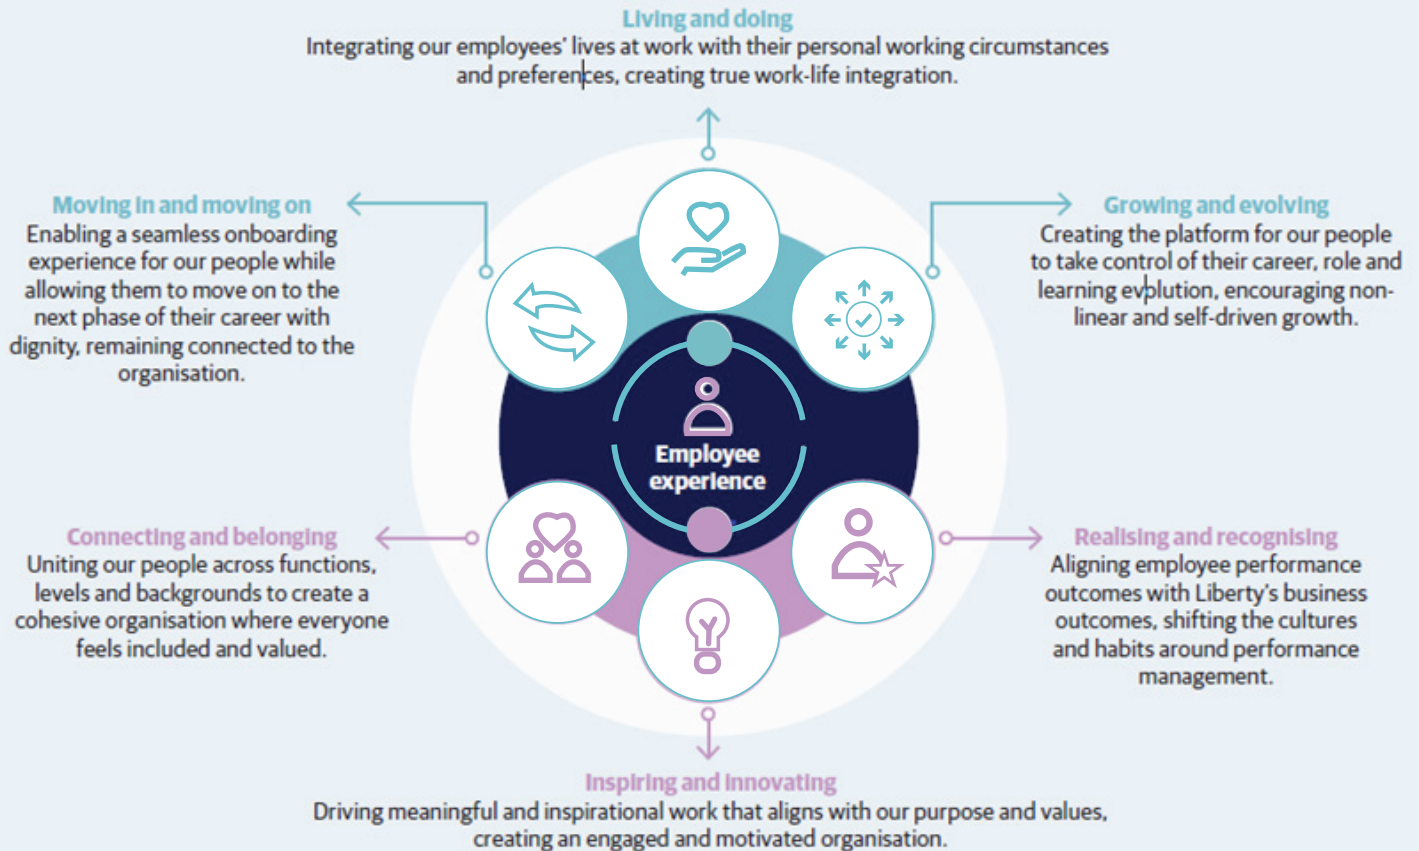 Living and doing
Integrating our employees' lives at work with their personal working circumstances
and preferences, creating true work-life integration.
Moving in and moving on
Enabling a seamless onboarding
experience for our people while
allowing them to move on to the
next phase of their career with
dignity, remaining connected to the
organisation.
Growing and evolving
Creating the platform for our people
to take control of their career, role and
learning evolution, encouraging non-
linear and self-driven growth.
Employee
experience
Connecting and belonging
Uniting our people across functions,
levels and backgrounds to create a
cohesive organisation where everyone
feels included and valued.
Realising and recognising
Aligning employee performance
outcomes with Liberty's business
outcomes, shifting the cultures
and habits around performance
management.
Inspiring and innovating
Driving meaningful and inspirational work that aligns with our purpose and values,
creating an engaged and motivated organisation.